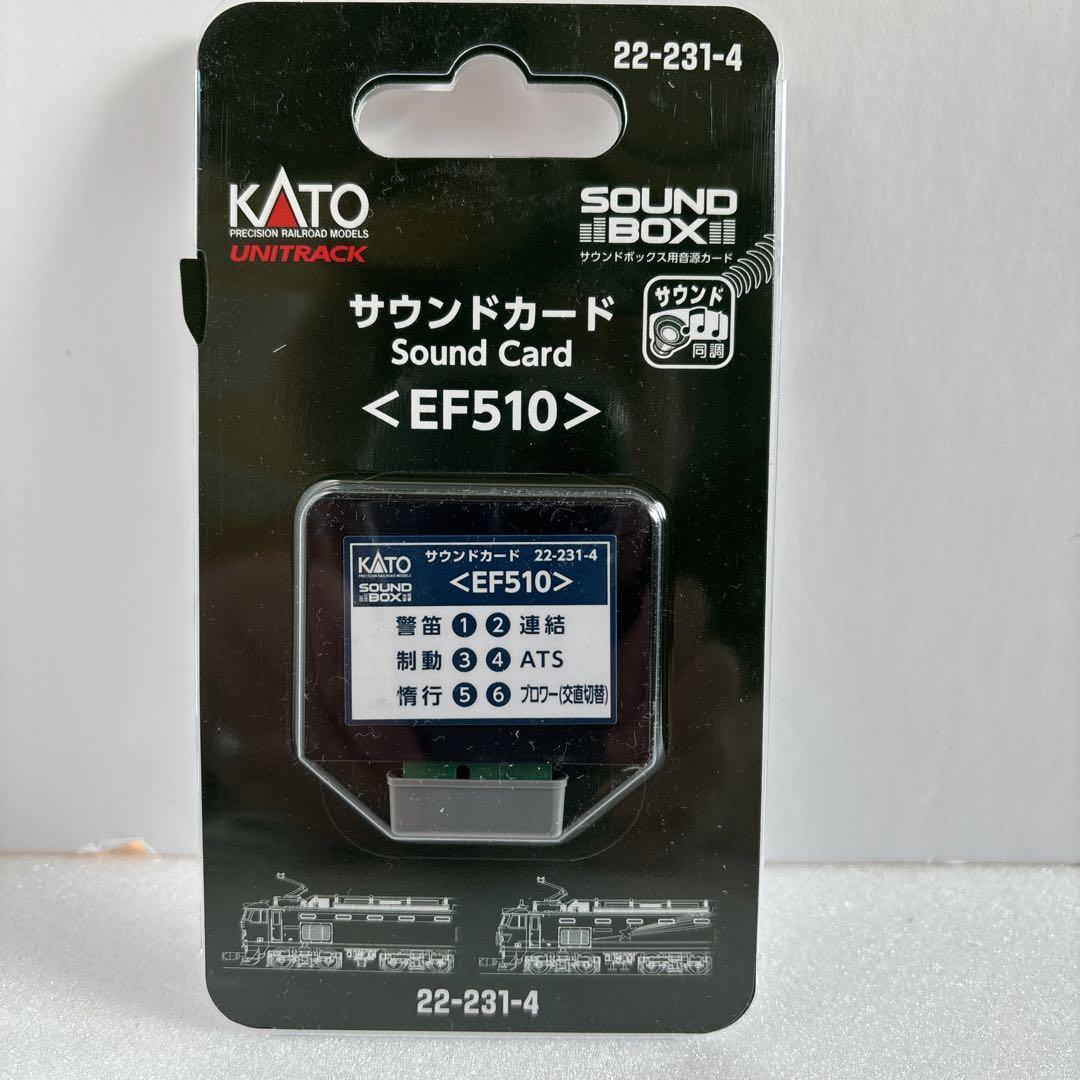 22-231-4
KATO
PRECISION RAILROAD MODELS
UNITRACK
SOUND
BOX
サウンドボックス用音源カード
サウンド
同調
サウンドカード
Sound Card
<EF510>
KATO
PRECISION RAILROAD MODELS
サウンドカード 22-231-4
SOUND
BOX
<EF510>
警笛 1 2 連結
制動 3 4 ATS
惰行 5 6 ブロワー(交直切替)
22-231-4